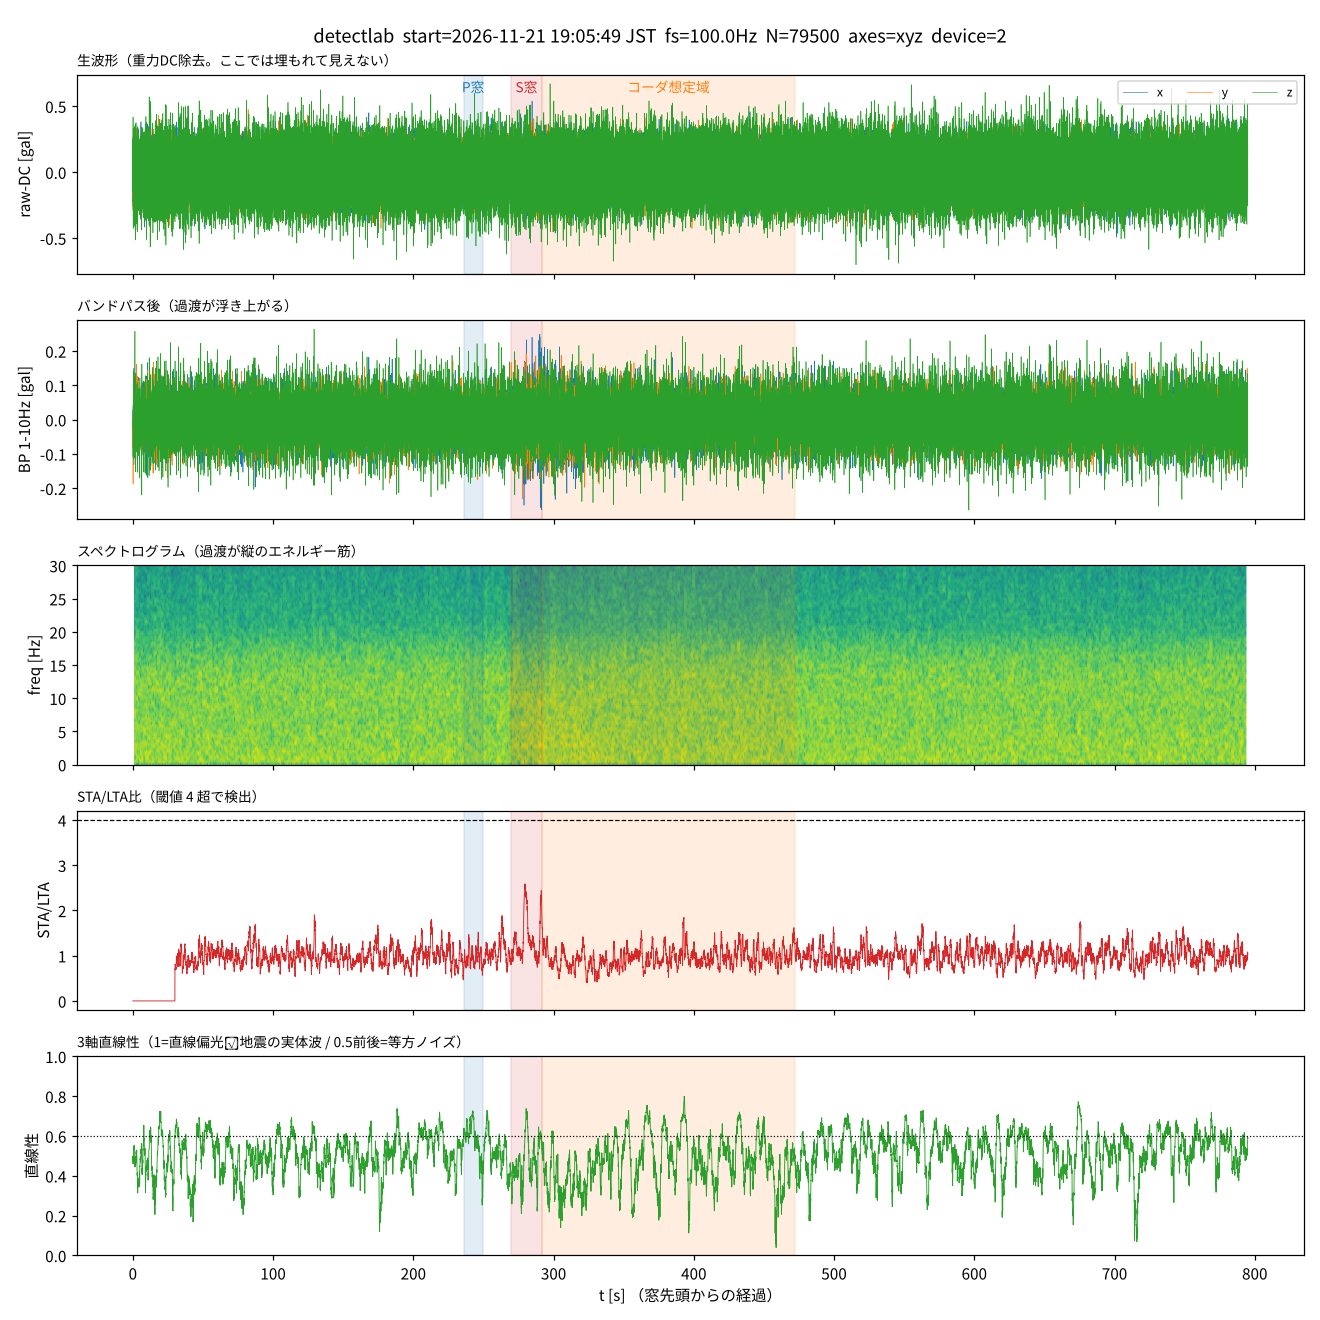 detectlab start=2026-11-21 19:05:49 JST fs=100.0Hz N=79500 axes=xyz device=2
生波形（重力DC除去。ここでは埋もれて見えない）
P窓
S窓
コーダ想定域
x y z
raw-DC [gal]
0.5
0.0
-0.5
バンドパス後（過渡が浮き上がる）
BP 1-10Hz [gal]
0.2
0.1
0.0
-0.1
-0.2
スペクトログラム（過渡が縦のエネルギー筋）
freq [Hz]
30
25
20
15
10
5
0
STA/LTA比（閾値 4 超で検出）
STA/LTA
4
3
2
1
0
3軸直線性（1=直線偏光地震の実体波 / 0.5前後=等方ノイズ）
直線性
1.0
0.8
0.6
0.4
0.2
0.0
0 100 200 300 400 500 600 700 800
t [s] （窓先頭からの経過）